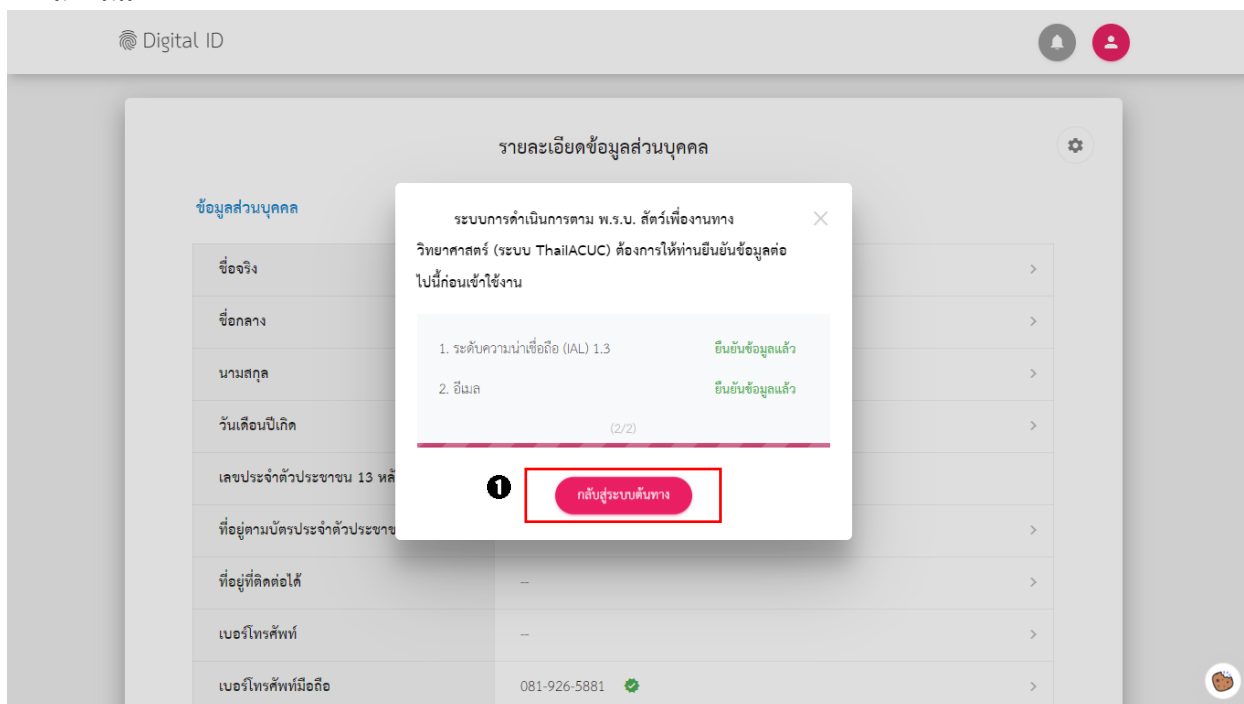 Digital ID
รายละเอียดข้อมูลส่วนบุคคล
ข้อมูลส่วนบุคคล
ระบบการดำเนินการตาม พ.ร.บ. สัตว์เพื่องานทาง
วิทยาศาสตร์ (ระบบ ThaiIACUC) ต้องการให้ท่านยืนยันข้อมูลต่อ
ไปนี้ก่อนเข้าใช้งาน
1. ระดับความน่าเชื่อถือ (IAL) 1.3 ยืนยันข้อมูลแล้ว
2. อีเมล ยืนยันข้อมูลแล้ว
(2/2)
1 กลับสู่ระบบต้นทาง
ชื่อจริง
ชื่อกลาง
นามสกุล
วันเดือนปีเกิด
เลขประจำตัวประชาชน 13 หลั
ที่อยู่ตามบัตรประจำตัวประชาช
ที่อยู่ที่ติดต่อได้ --
เบอร์โทรศัพท์ --
เบอร์โทรศัพท์มือถือ 081-926-5881